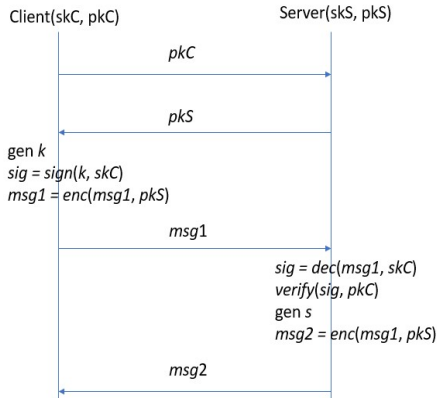 Client(skC, pkC)
Server(skS, pkS)
pkC
pkS
gen k
sig = sign(k, skC)
msg1 = enc(msg1, pkS)
msg1
sig = dec(msg1, skC)
verify(sig, pkC)
gen s
msg2 = enc(msg1, pkS)
msg2